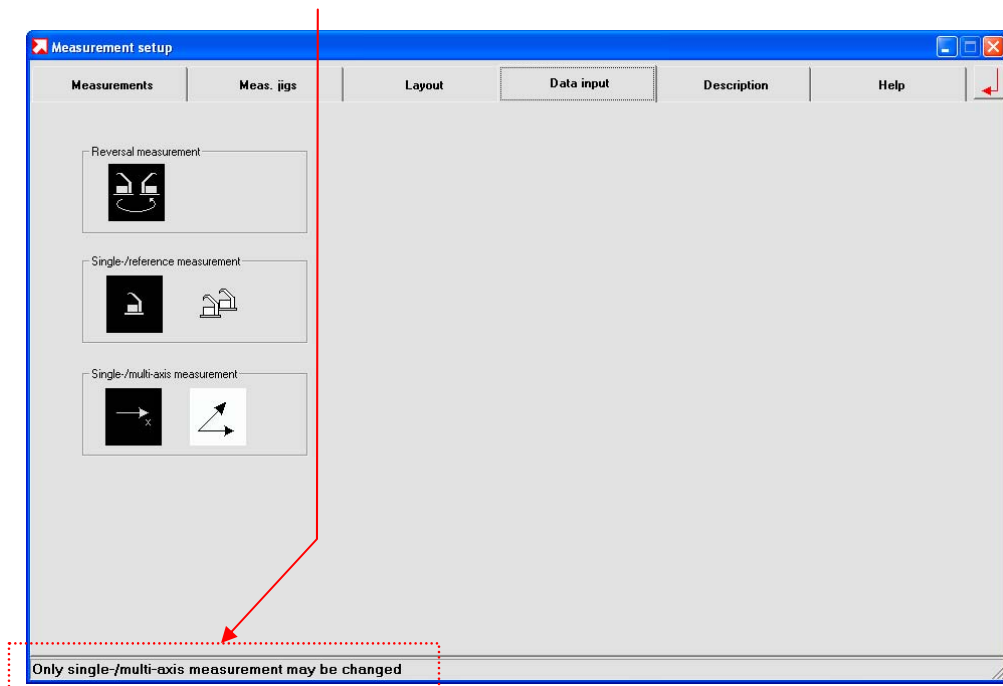 Measurement setup
Measurements Meas. jigs Layout Data input Description Help
Reversal measurement
Single-/reference measurement
Single-/multi-axis measurement
x
Only single-/multi-axis measurement may be changed